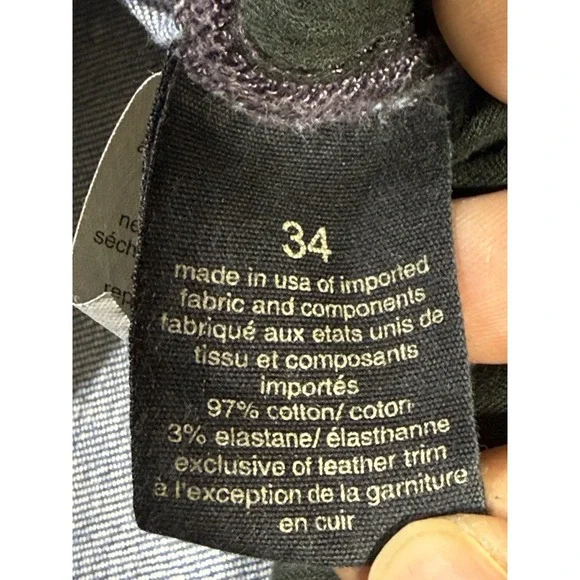 34
made in usa of imported
fabric and components
fabriqué aux etats unis de
tissu et composants
importés
97% cotton/ coton
3% elastane/ élasthanne
exclusive of leather trim
à l'exception de la garniture
en cuir